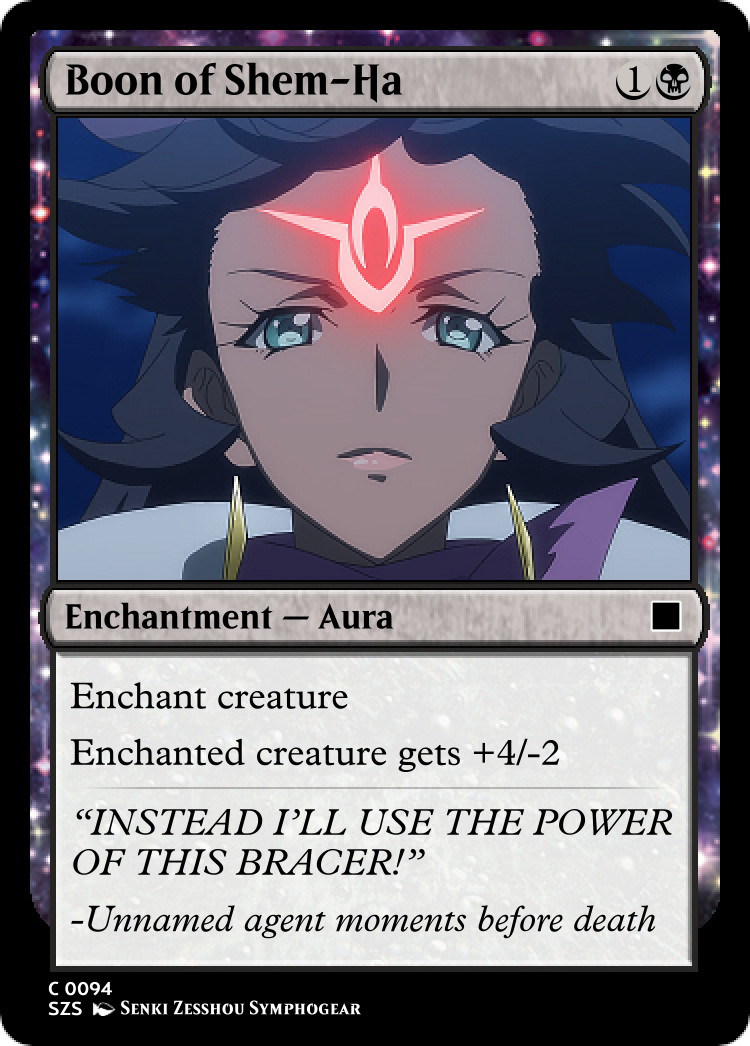 Boon of Shem-Ha
1
Enchantment — Aura
Enchant creature
Enchanted creature gets +4/-2
“INSTEAD I’LL USE THE POWER
OF THIS BRACER!”
-Unnamed agent moments before death
C 0094
SZS SENKI ZESSHOU SYMPHOGEAR